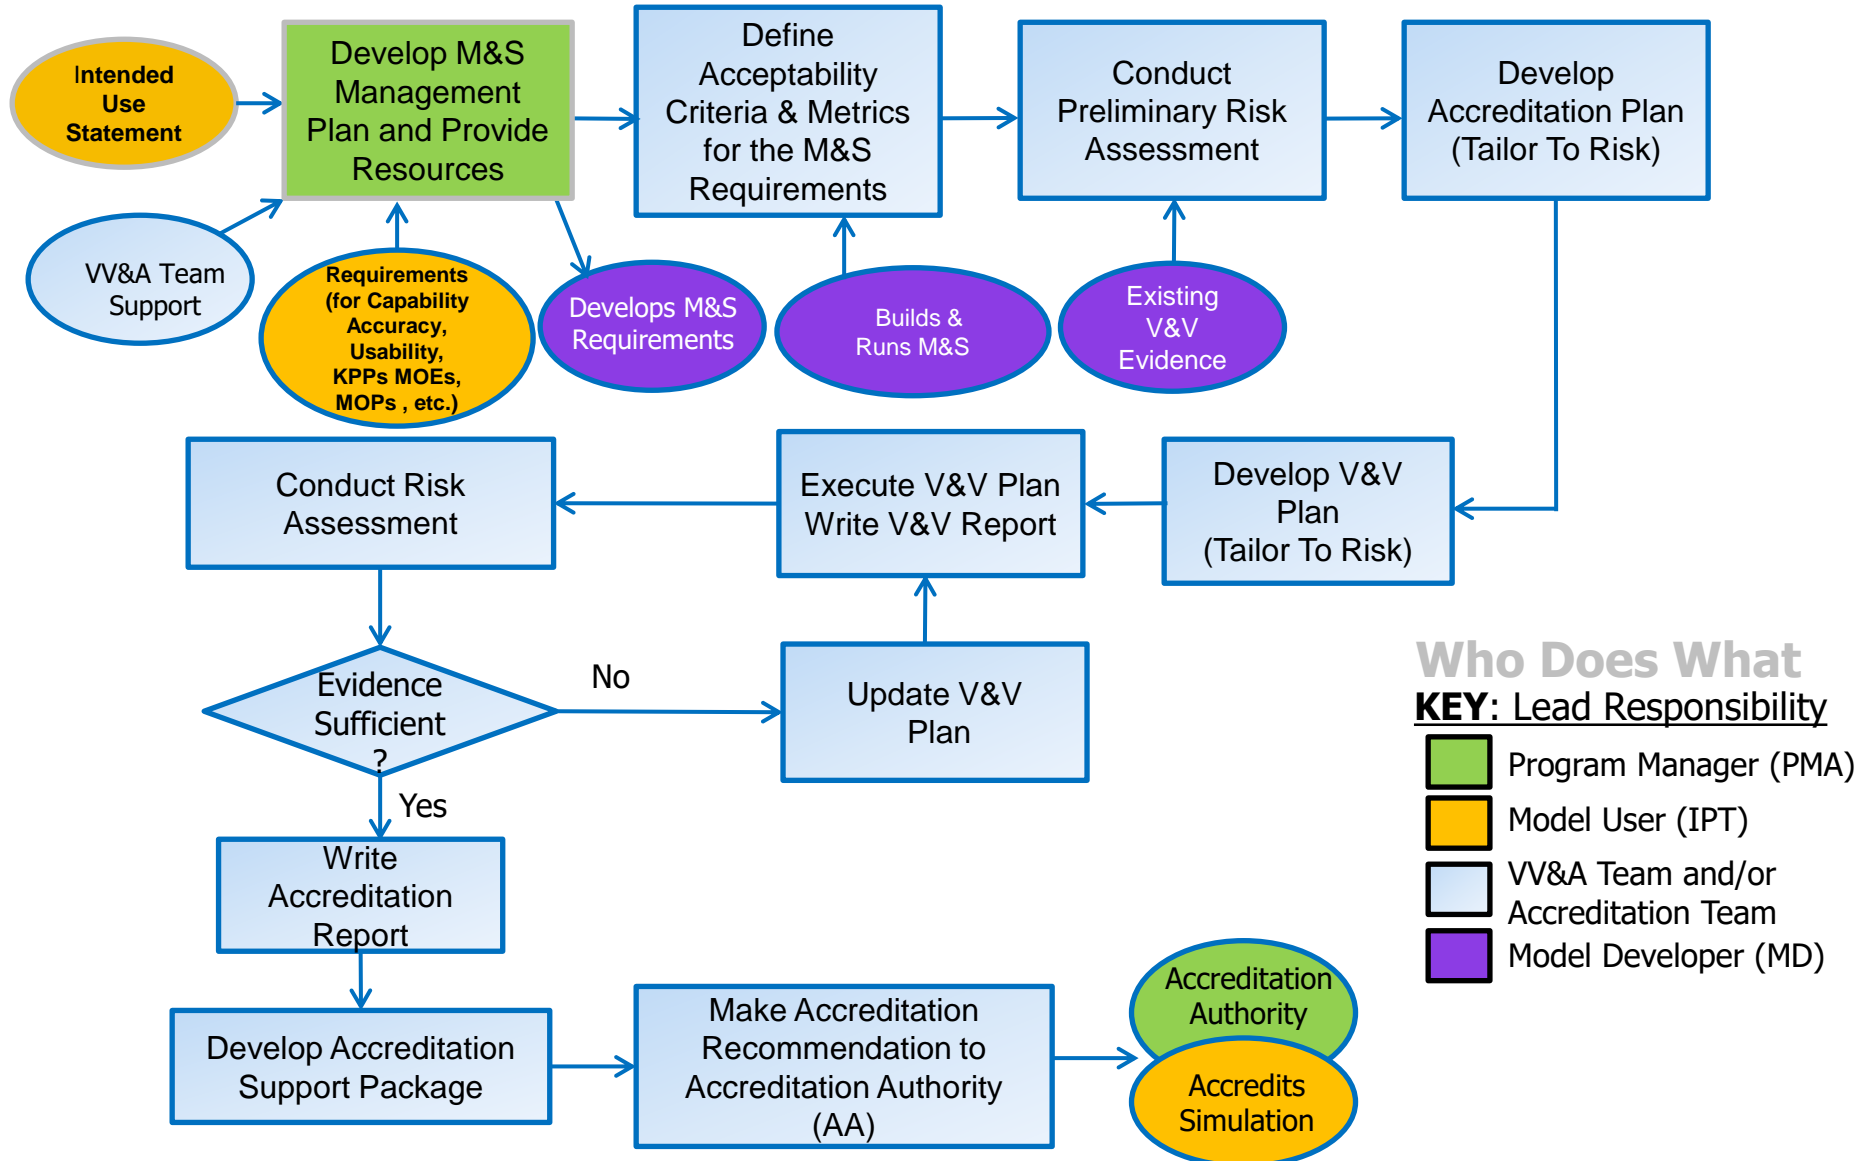 Intended
Use
Statement
Develop M&S
Management
Plan and Provide
Resources
Define
Acceptability
Criteria & Metrics
for the M&S
Requirements
Conduct
Preliminary Risk
Assessment
Develop
Accreditation Plan
(Tailor To Risk)
VV&A Team
Support
Requirements
(for Capability
Accuracy,
Usability,
KPPs MOEs,
MOPs , etc.)
Develops M&S
Requirements
Builds &
Runs M&S
Existing
V&V
Evidence
Conduct Risk
Assessment
Execute V&V Plan
Write V&V Report
Develop V&V
Plan
(Tailor To Risk)
Evidence
Sufficient
?
No
Update V&V
Plan
Yes
Write
Accreditation
Report
Develop Accreditation
Support Package
Make Accreditation
Recommendation to
Accreditation Authority
(AA)
Accreditation
Authority
Accredits
Simulation
Who Does What
KEY: Lead Responsibility
Program Manager (PMA)
Model User (IPT)
VV&A Team and/or
Accreditation Team
Model Developer (MD)